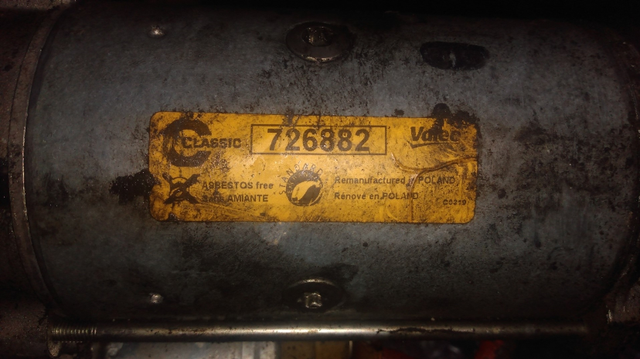 CLASSIC 726882 Valeo
ASBESTOS free
Sans AMIANTE
Remanufactured in POLAND
Rénové en POLAND